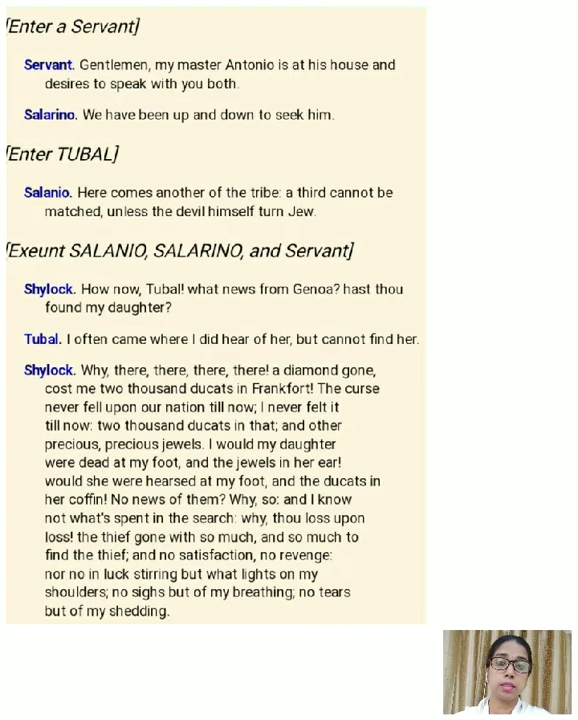 [Enter a Servant]
Servant. Gentlemen, my master Antonio is at his house and
desires to speak with you both.
Salarino. We have been up and down to seek him.
[Enter TUBAL]
Salanio. Here comes another of the tribe: a third cannot be
matched, unless the devil himself turn Jew.
[Exeunt SALANIO, SALARINO, and Servant]
Shylock. How now, Tubal! what news from Genoa? hast thou
found my daughter?
Tubal. I often came where I did hear of her, but cannot find her.
Shylock. Why, there, there, there, there! a diamond gone,
cost me two thousand ducats in Frankfort! The curse
never fell upon our nation till now; I never felt it
till now: two thousand ducats in that; and other
precious, precious jewels. I would my daughter
were dead at my foot, and the jewels in her ear!
would she were hearsed at my foot, and the ducats in
her coffin! No news of them? Why, so: and I know
not what's spent in the search: why, thou loss upon
loss! the thief gone with so much, and so much to
find the thief; and no satisfaction, no revenge:
nor no in luck stirring but what lights on my
shoulders; no sighs but of my breathing; no tears
but of my shedding.